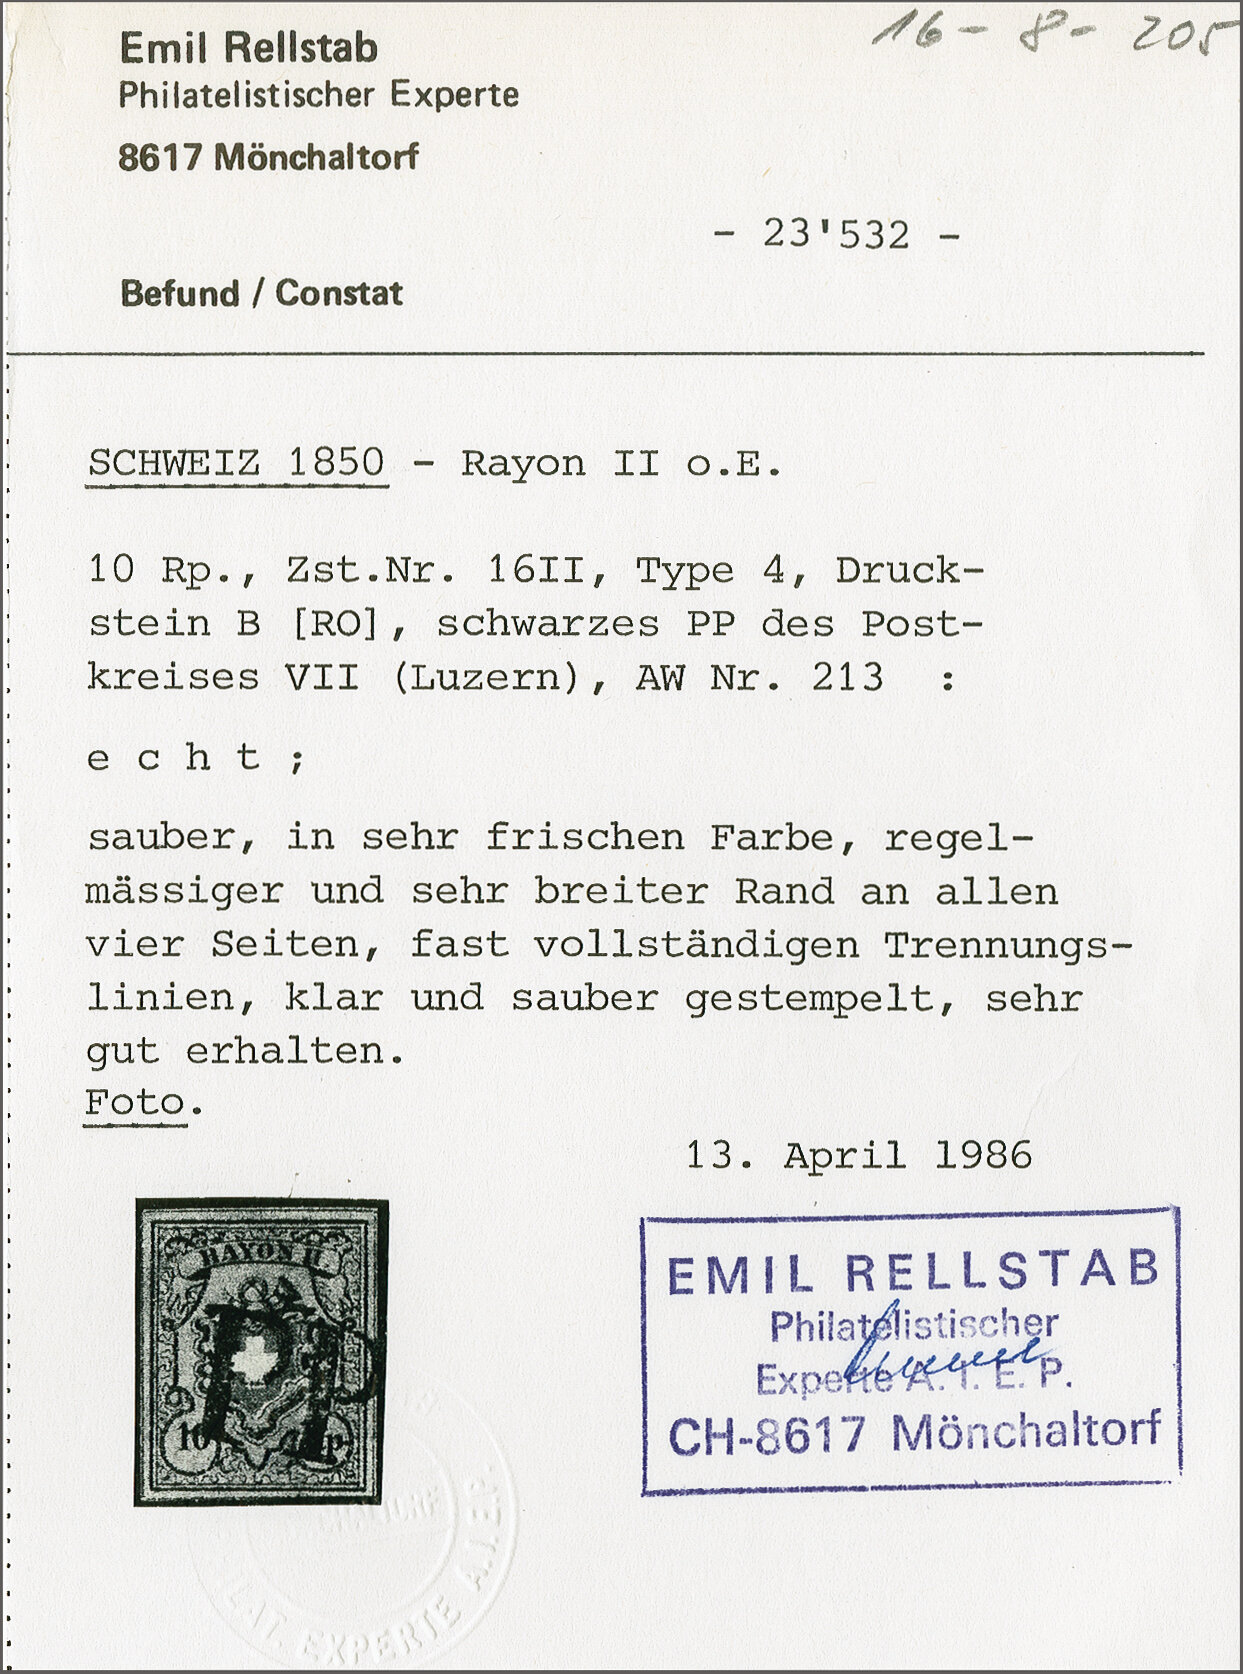 16 - 8 - 205
Emil Rellstab
Philatelistischer Experte
8617 Mönchaltorf
- 23'532 -
Befund / Constat
SCHWEIZ 1850 - Rayon II o.E.
10 Rp., Zst.Nr. 16II, Type 4, Druck-
stein B [RO], schwarzes PP des Post-
kreises VII (Luzern), AW Nr. 213 :
e c h t ;
sauber, in sehr frischen Farbe, regel-
mässiger und sehr breiter Rand an allen
vier Seiten, fast vollständigen Trennungs-
linien, klar und sauber gestempelt, sehr
gut erhalten.
Foto.
13. April 1986
RAYON II.
PP
10 Rp.
EMIL RELLSTAB
Philatelistischer
Experte A. I. E. P.
CH-8617 Mönchaltorf
EXPERTE A.I.E.P.